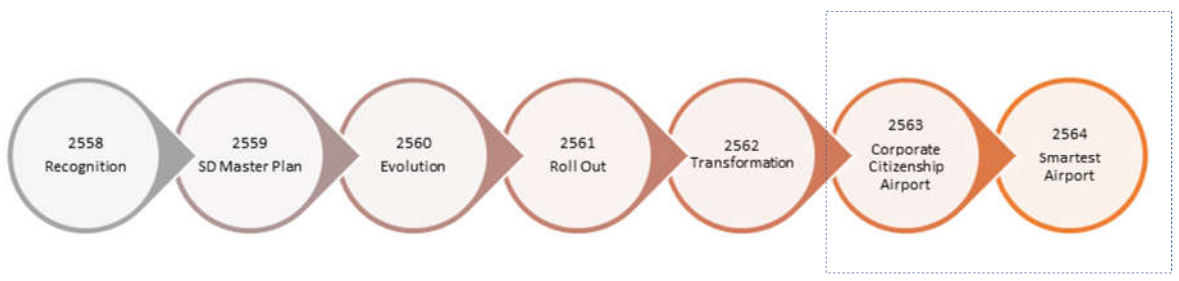 2558
Recognition
2559
SD Master Plan
2560
Evolution
2561
Roll Out
2562
Transformation
2563
Corporate
Citizenship
Airport
2564
Smartest
Airport